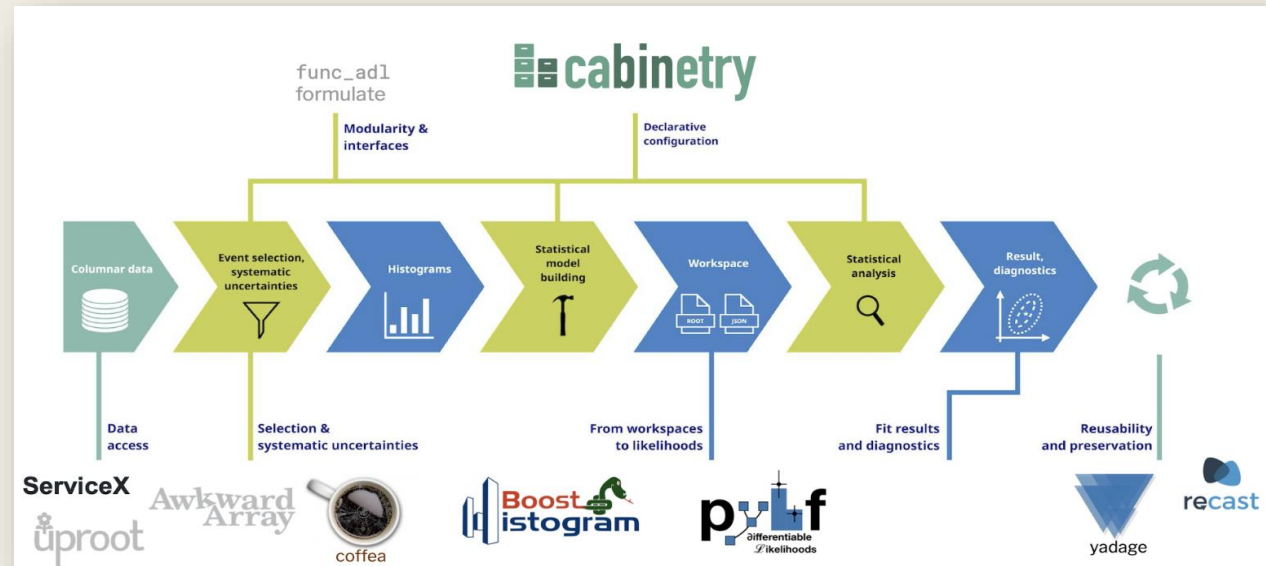 func_adl
formulate
cabinetry
Modularity &
interfaces
Declarative
configuration
Columnar data
Event selection,
systematic
uncertainties
Histograms
Statistical
model
building
Workspace
ROOT
JSON
Statistical
analysis
Result,
diagnostics
Data
access
Selection &
systematic uncertainties
From workspaces
to likelihoods
Fit results
and diagnostics
Reusability
and preservation
ServiceX
uproot
Awkward
Array
coffea
Boost
Histogram
pyhf
differentiable
Likelihoods
yadage
recast